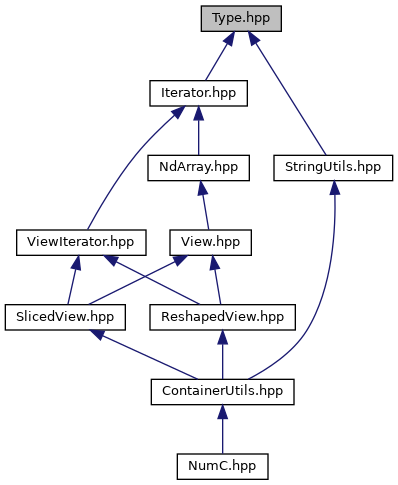 Type.hpp
Iterator.hpp
NdArray.hpp
StringUtils.hpp
ViewIterator.hpp
View.hpp
SlicedView.hpp
ReshapedView.hpp
ContainerUtils.hpp
NumC.hpp